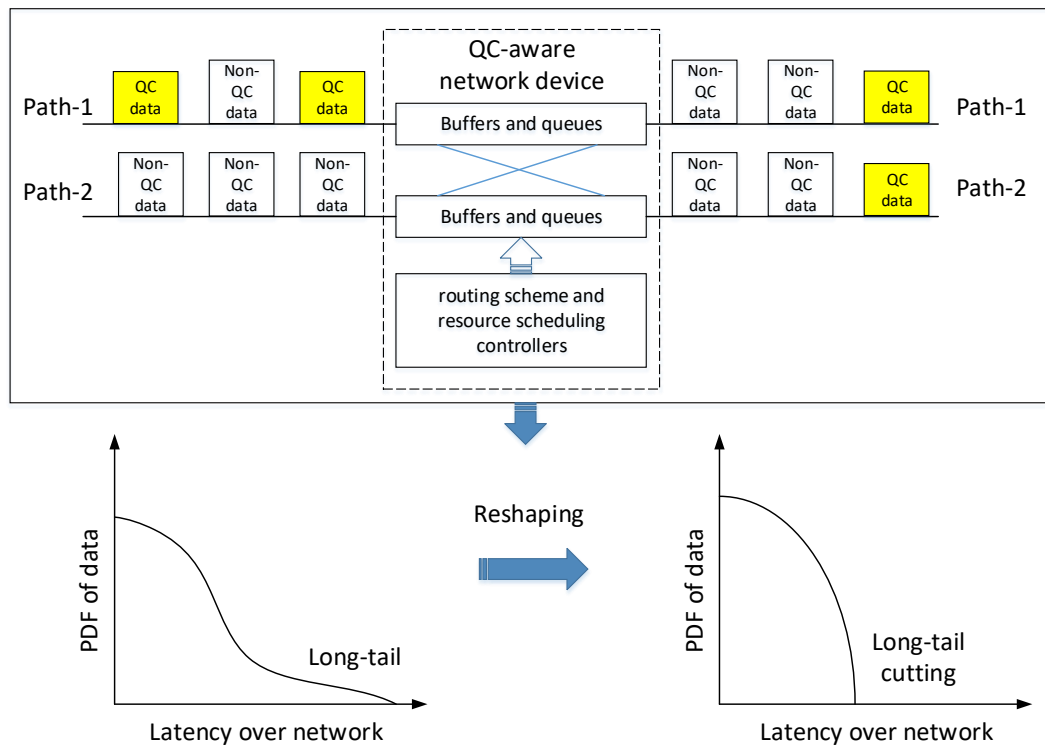 QC-aware
network device
Path-1
QC
data
Non-
QC
data
QC
data
Buffers and queues
Non-
QC
data
Non-
QC
data
QC
data
Path-1
Path-2
Non-
QC
data
Non-
QC
data
Non-
QC
data
Buffers and queues
Non-
QC
data
Non-
QC
data
QC
data
Path-2
routing scheme and
resource scheduling
controllers
PDF of data
Long-tail
Latency over network
Reshaping
PDF of data
Long-tail
cutting
Latency over network